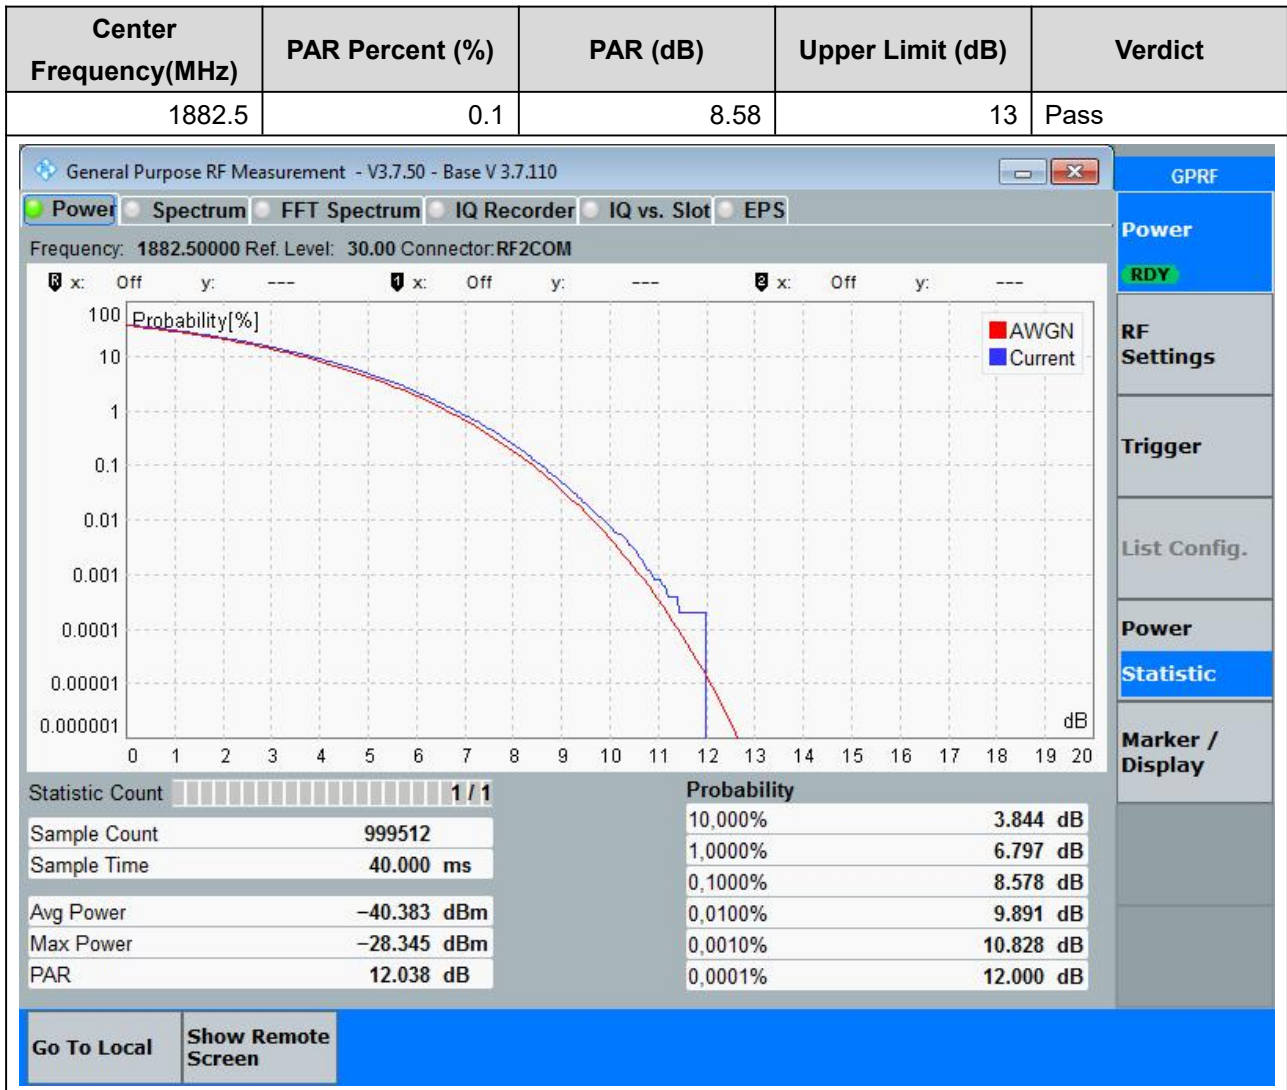 Center Frequency(MHz) PAR Percent (%) PAR (dB) Upper Limit (dB) Verdict
1882.5 0.1 8.58 13 Pass
General Purpose RF Measurement - V3.7.50 - Base V 3.7.110
GPRF
Power Spectrum FFT Spectrum IQ Recorder IQ vs. Slot EPS
Frequency: 1882.50000 Ref. Level: 30.00 Connector: RF2COM
R x: Off y: --- 1 x: Off y: --- 2 x: Off y: ---
Probability[%]
AWGN
Current
100
10
1
0.1
0.01
0.001
0.0001
0.00001
0.000001
dB
0 1 2 3 4 5 6 7 8 9 10 11 12 13 14 15 16 17 18 19 20
Statistic Count 1 / 1
Sample Count 999512
Sample Time 40.000 ms
Avg Power −40.383 dBm
Max Power −28.345 dBm
PAR 12.038 dB
Probability
10,000% 3.844 dB
1,0000% 6.797 dB
0,1000% 8.578 dB
0,0100% 9.891 dB
0,0010% 10.828 dB
0,0001% 12.000 dB
Power
RDY
RF
Settings
Trigger
List Config.
Power
Statistic
Marker /
Display
Go To Local
Show Remote
Screen